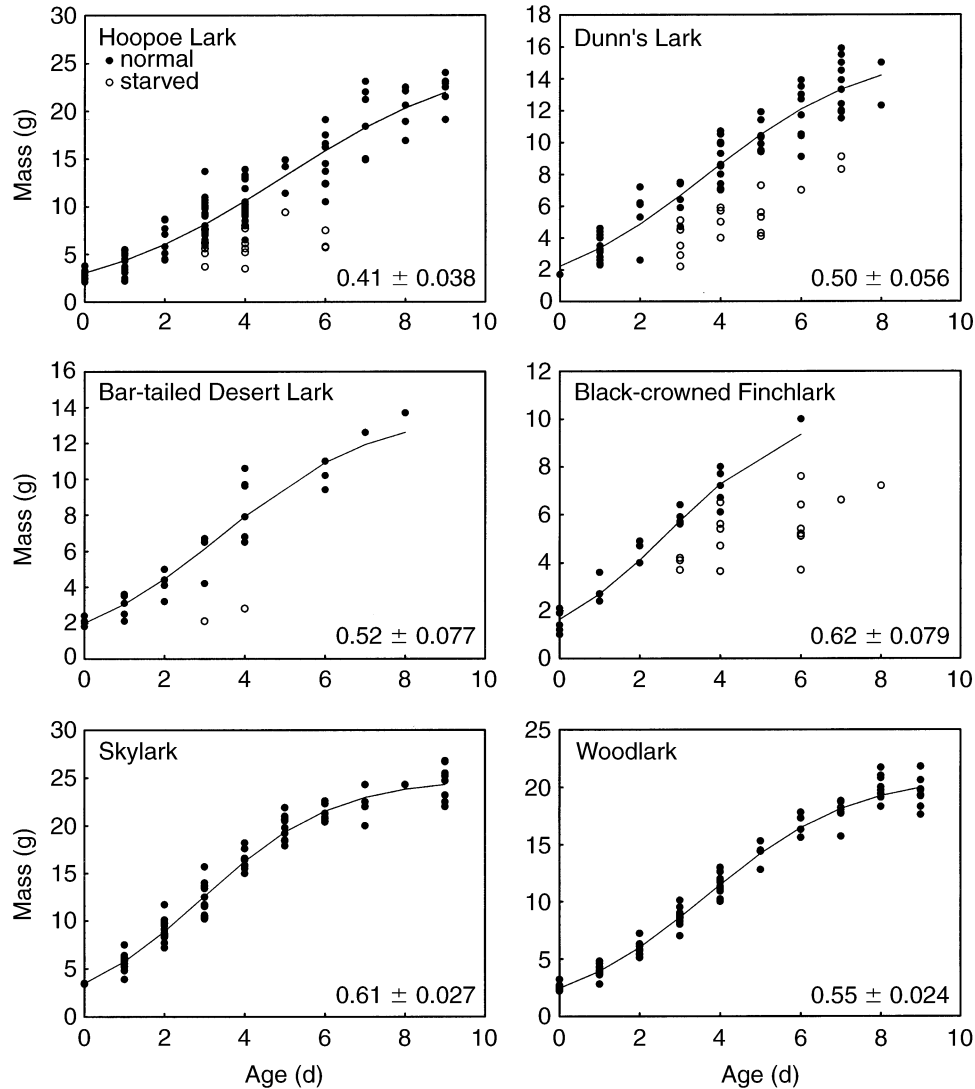 Hoopoe Lark
● normal
○ starved
Mass (g)
30
25
20
15
10
5
0
0 2 4 6 8 10
0.41 ± 0.038
Dunn's Lark
18
16
14
12
10
8
6
4
2
0
0 2 4 6 8 10
0.50 ± 0.056
Bar-tailed Desert Lark
Mass (g)
16
14
12
10
8
6
4
2
0
0 2 4 6 8 10
0.52 ± 0.077
Black-crowned Finchlark
12
10
8
6
4
2
0
0 2 4 6 8 10
0.62 ± 0.079
Skylark
Mass (g)
30
25
20
15
10
5
0
0 2 4 6 8 10
0.61 ± 0.027
Age (d)
Woodlark
25
20
15
10
5
0
0 2 4 6 8 10
0.55 ± 0.024
Age (d)